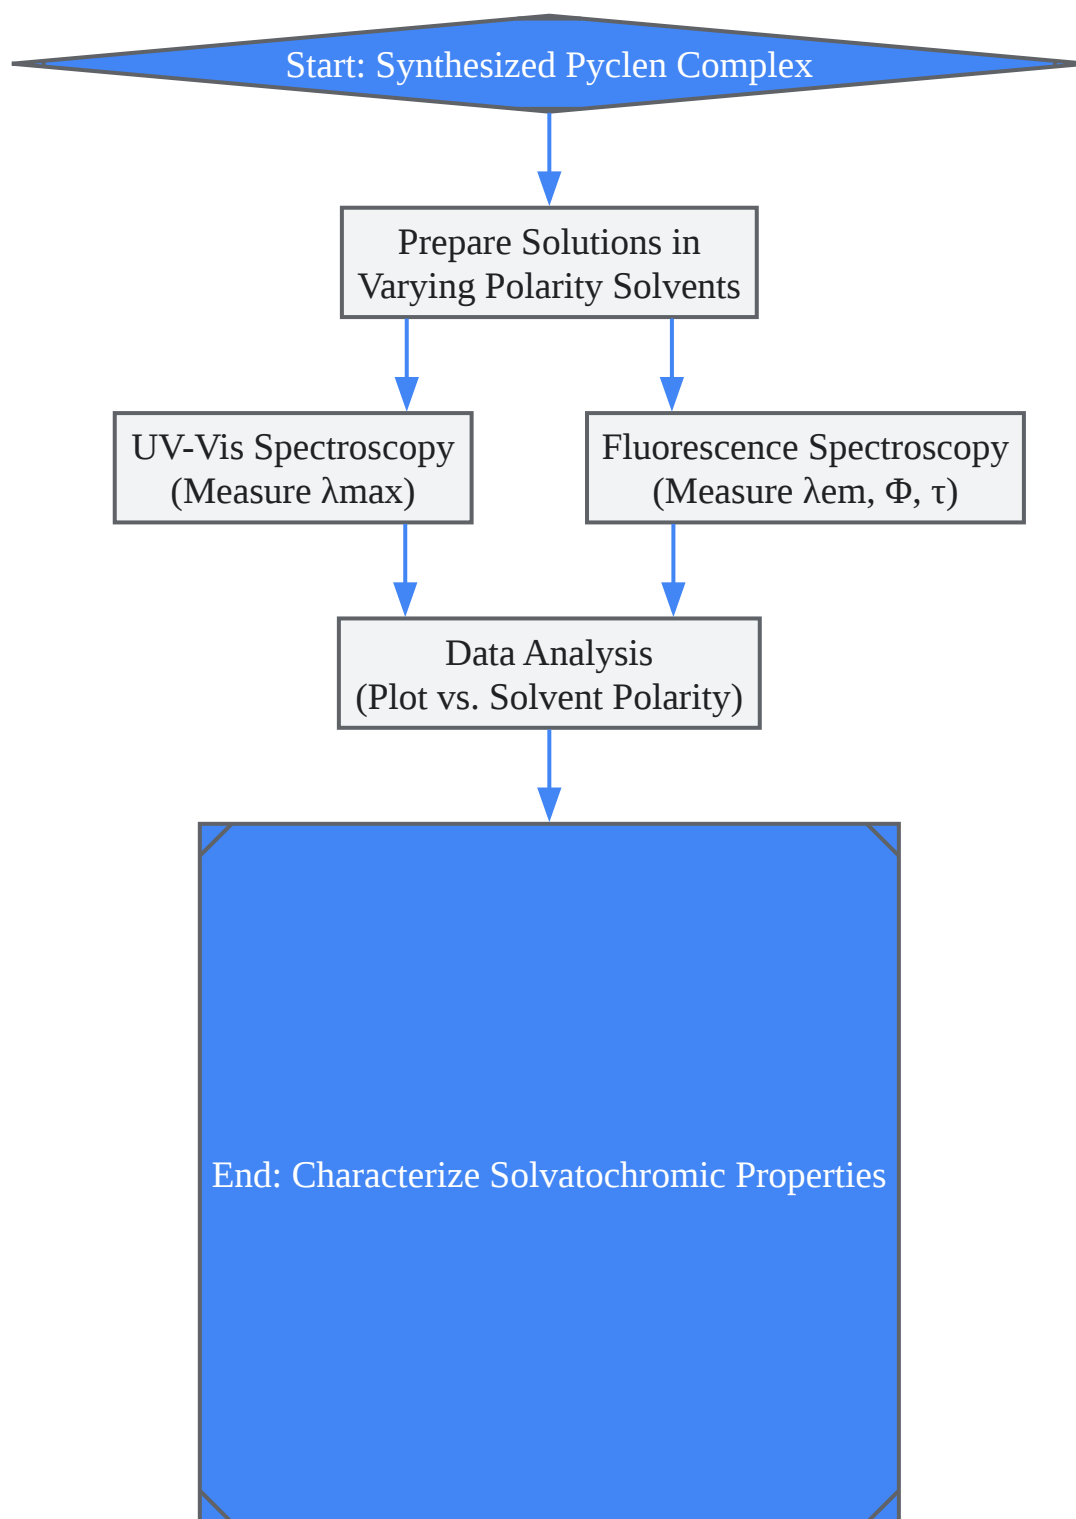 Start: Synthesized Pyclen Complex
Prepare Solutions in
Varying Polarity Solvents
UV-Vis Spectroscopy
(Measure λmax)
Fluorescence Spectroscopy
(Measure λem, Φ, τ)
Data Analysis
(Plot vs. Solvent Polarity)
End: Characterize Solvatochromic Properties